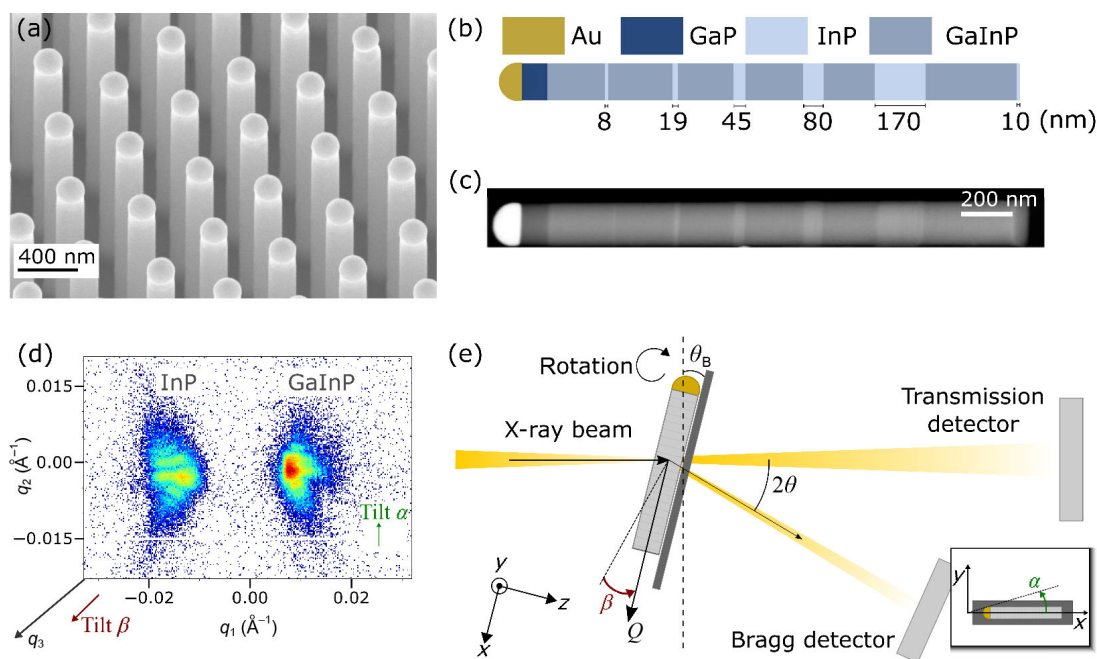 (a)
400 nm
(b)
Au GaP InP GaInP
8 19 45 80 170 10 (nm)
(c)
200 nm
(d)
InP GaInP
0.015
0.00
−0.015
q₂ (Å⁻¹)
Tilt α
−0.02 0.00 0.02
q₁ (Å⁻¹)
q₃
Tilt β
(e)
Rotation
θB
X-ray beam
Transmission
detector
2θ
y
z
x
β
Q
Bragg detector
y
α
x